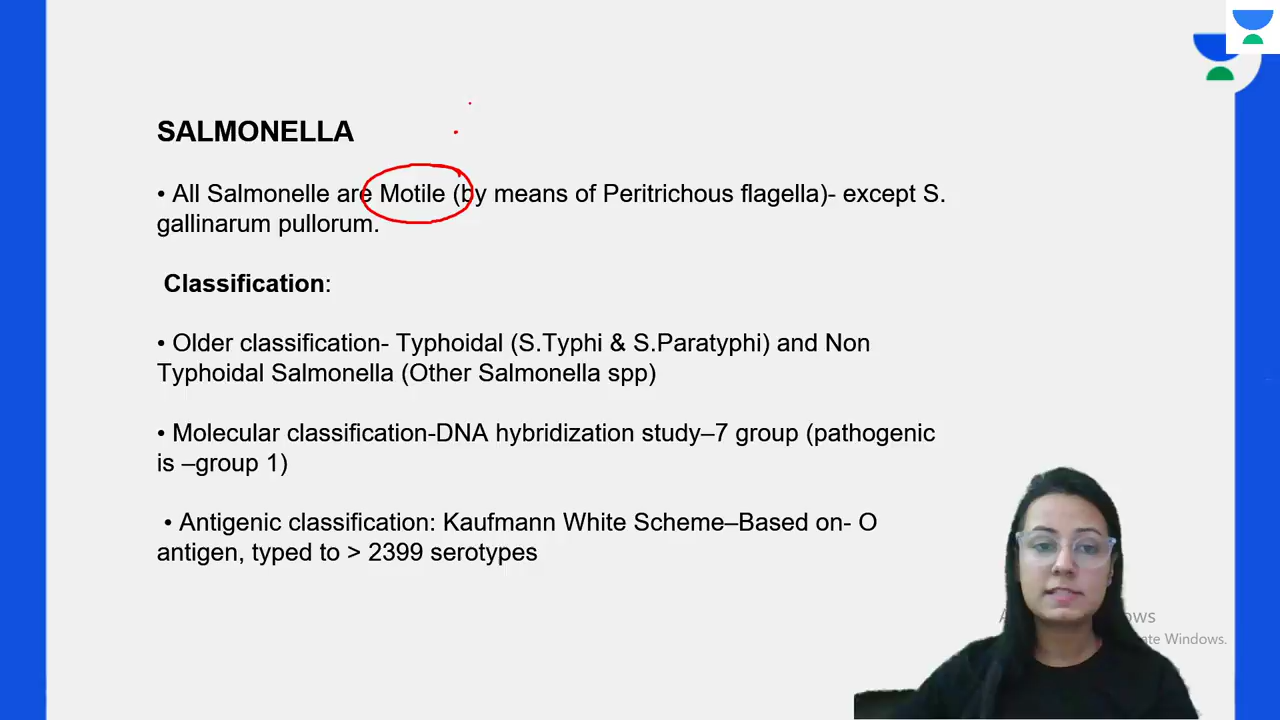 SALMONELLA
• All Salmonelle are Motile (by means of Peritrichous flagella)- except S.
gallinarum pullorum.
Classification:
• Older classification- Typhoidal (S.Typhi & S.Paratyphi) and Non
Typhoidal Salmonella (Other Salmonella spp)
• Molecular classification-DNA hybridization study–7 group (pathogenic
is –group 1)
• Antigenic classification: Kaufmann White Scheme–Based on- O
antigen, typed to > 2399 serotypes
Windows.